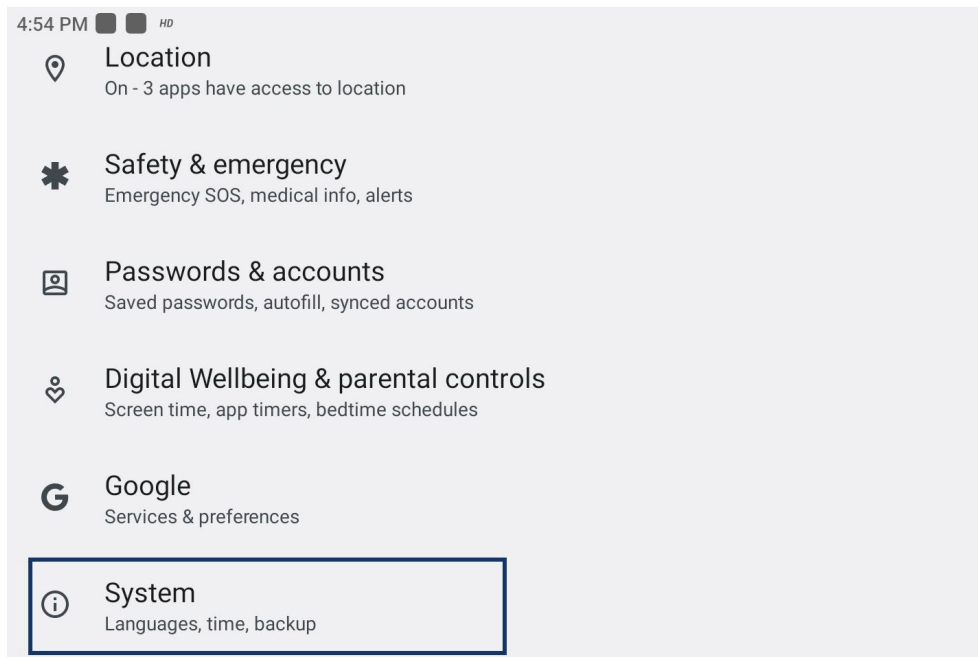 4:54 PM HD
Location
On - 3 apps have access to location
Safety & emergency
Emergency SOS, medical info, alerts
Passwords & accounts
Saved passwords, autofill, synced accounts
Digital Wellbeing & parental controls
Screen time, app timers, bedtime schedules
Google
Services & preferences
System
Languages, time, backup